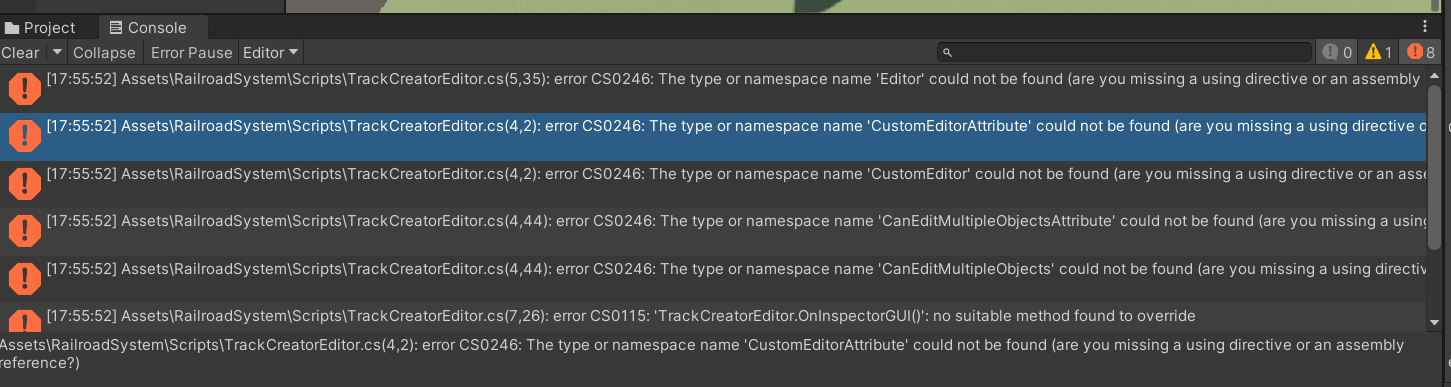 Project Console
Clear Collapse Error Pause Editor 0 1 8
[17:55:52] Assets\RailroadSystem\Scripts\TrackCreatorEditor.cs(5,35): error CS0246: The type or namespace name 'Editor' could not be found (are you missing a using directive or an assembly
[17:55:52] Assets\RailroadSystem\Scripts\TrackCreatorEditor.cs(4,2): error CS0246: The type or namespace name 'CustomEditorAttribute' could not be found (are you missing a using directive o
[17:55:52] Assets\RailroadSystem\Scripts\TrackCreatorEditor.cs(4,2): error CS0246: The type or namespace name 'CustomEditor' could not be found (are you missing a using directive or an asse
[17:55:52] Assets\RailroadSystem\Scripts\TrackCreatorEditor.cs(4,44): error CS0246: The type or namespace name 'CanEditMultipleObjectsAttribute' could not be found (are you missing a using
[17:55:52] Assets\RailroadSystem\Scripts\TrackCreatorEditor.cs(4,44): error CS0246: The type or namespace name 'CanEditMultipleObjects' could not be found (are you missing a using directiv
[17:55:52] Assets\RailroadSystem\Scripts\TrackCreatorEditor.cs(7,26): error CS0115: 'TrackCreatorEditor.OnInspectorGUI()': no suitable method found to override
Assets\RailroadSystem\Scripts\TrackCreatorEditor.cs(4,2): error CS0246: The type or namespace name 'CustomEditorAttribute' could not be found (are you missing a using directive or an assembly
reference?)